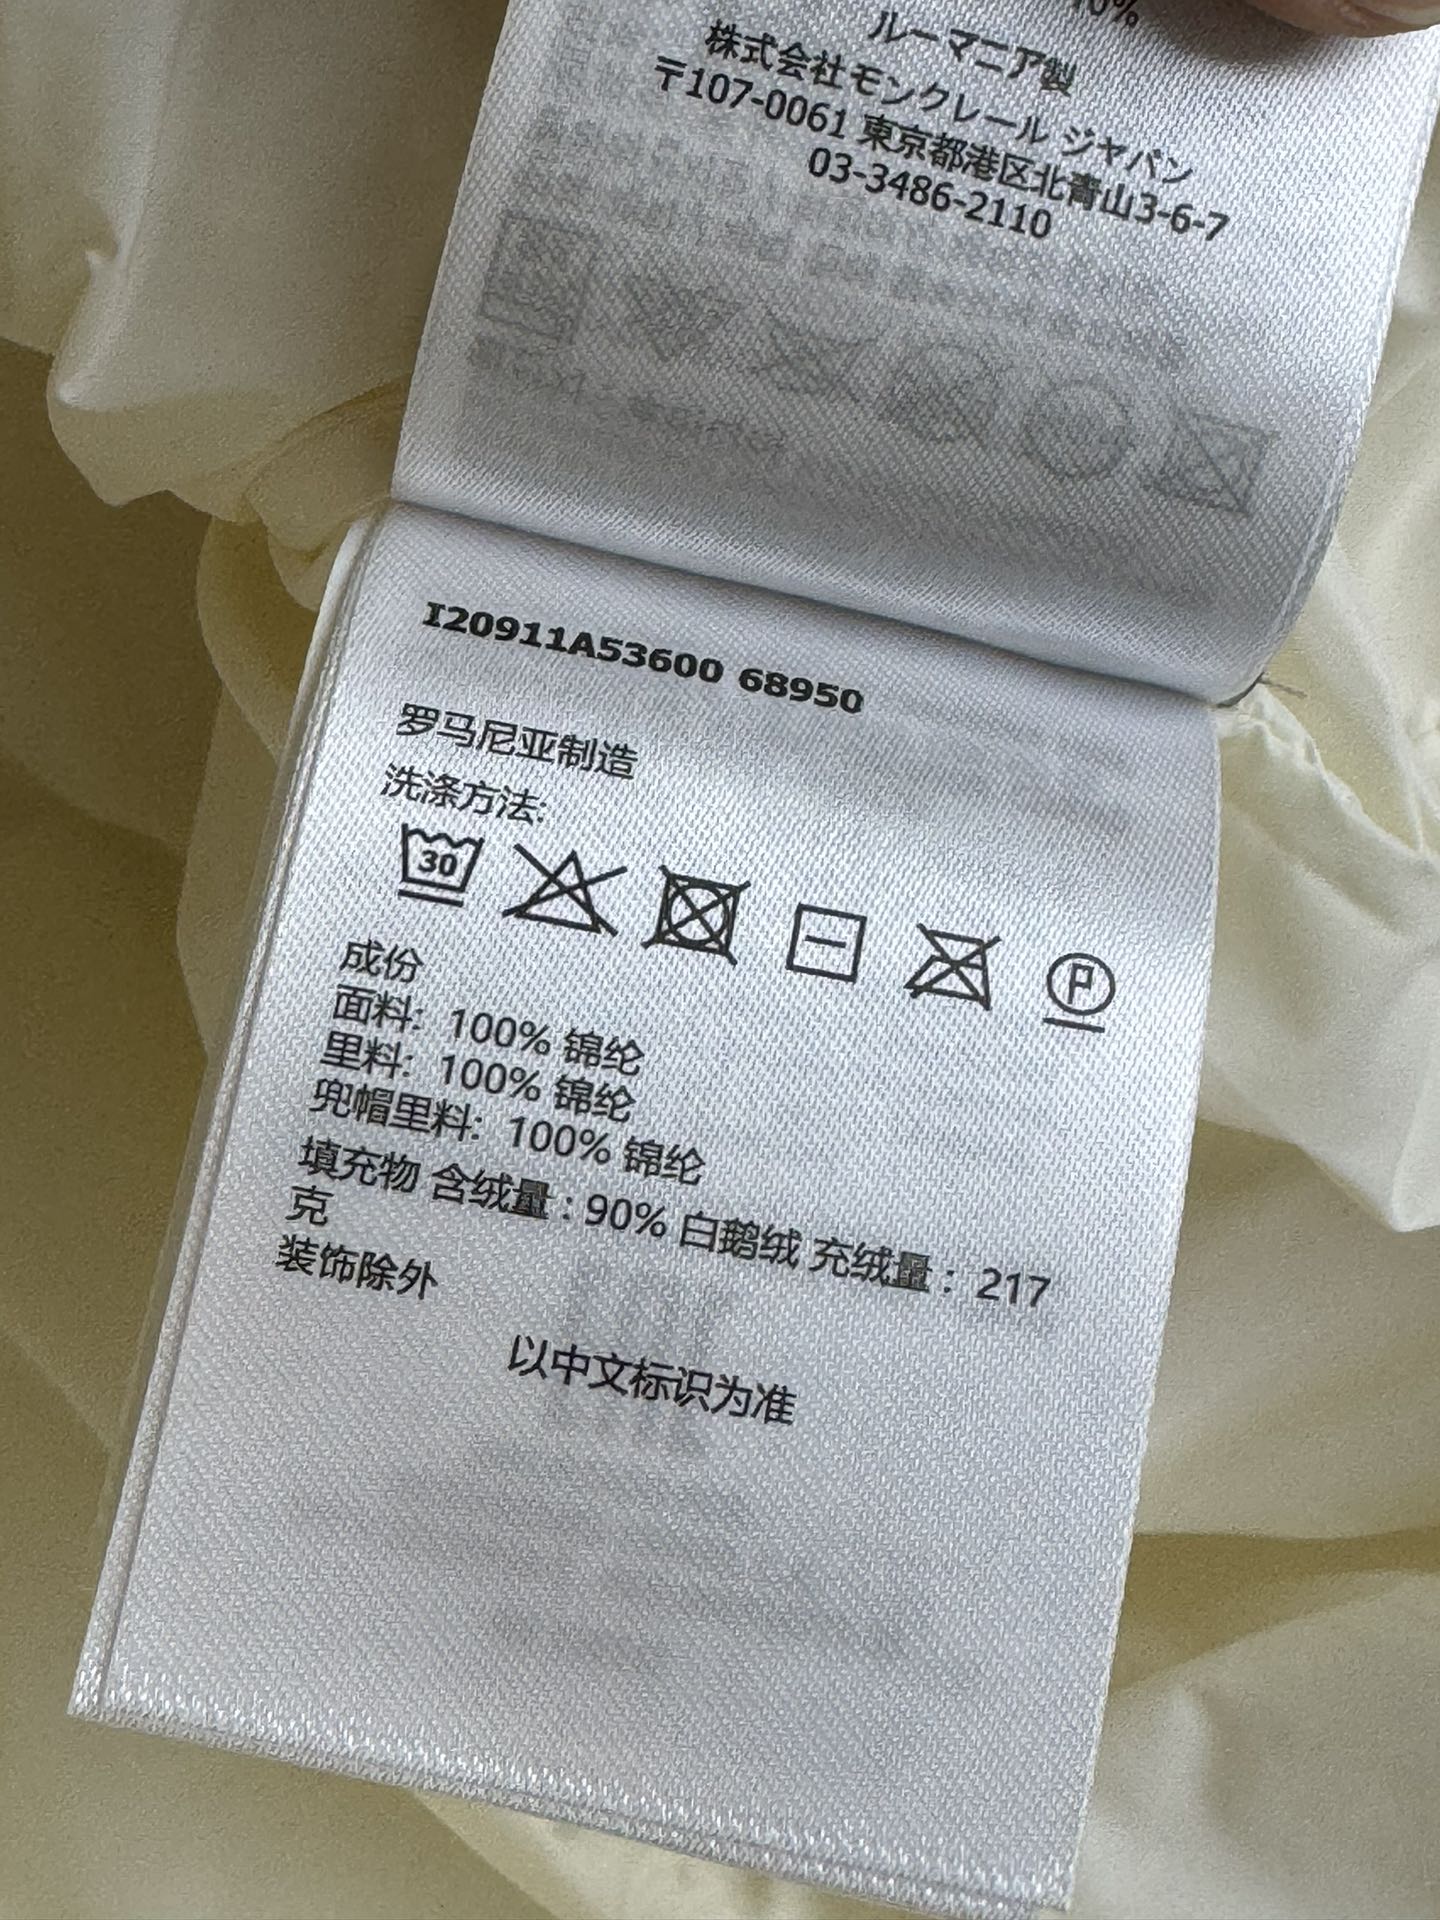 10%
ルーマニア製
株式会社モンクレール ジャパン
〒107-0061 東京都港区北青山3-6-7
03-3486-2110
I20911A53600 68950
罗马尼亚制造
洗涤方法:
30
P
成份
面料: 100% 锦纶
里料: 100% 锦纶
兜帽里料: 100% 锦纶
填充物 含绒量 : 90% 白鹅绒 充绒量 : 217
克
装饰除外
以中文标识为准